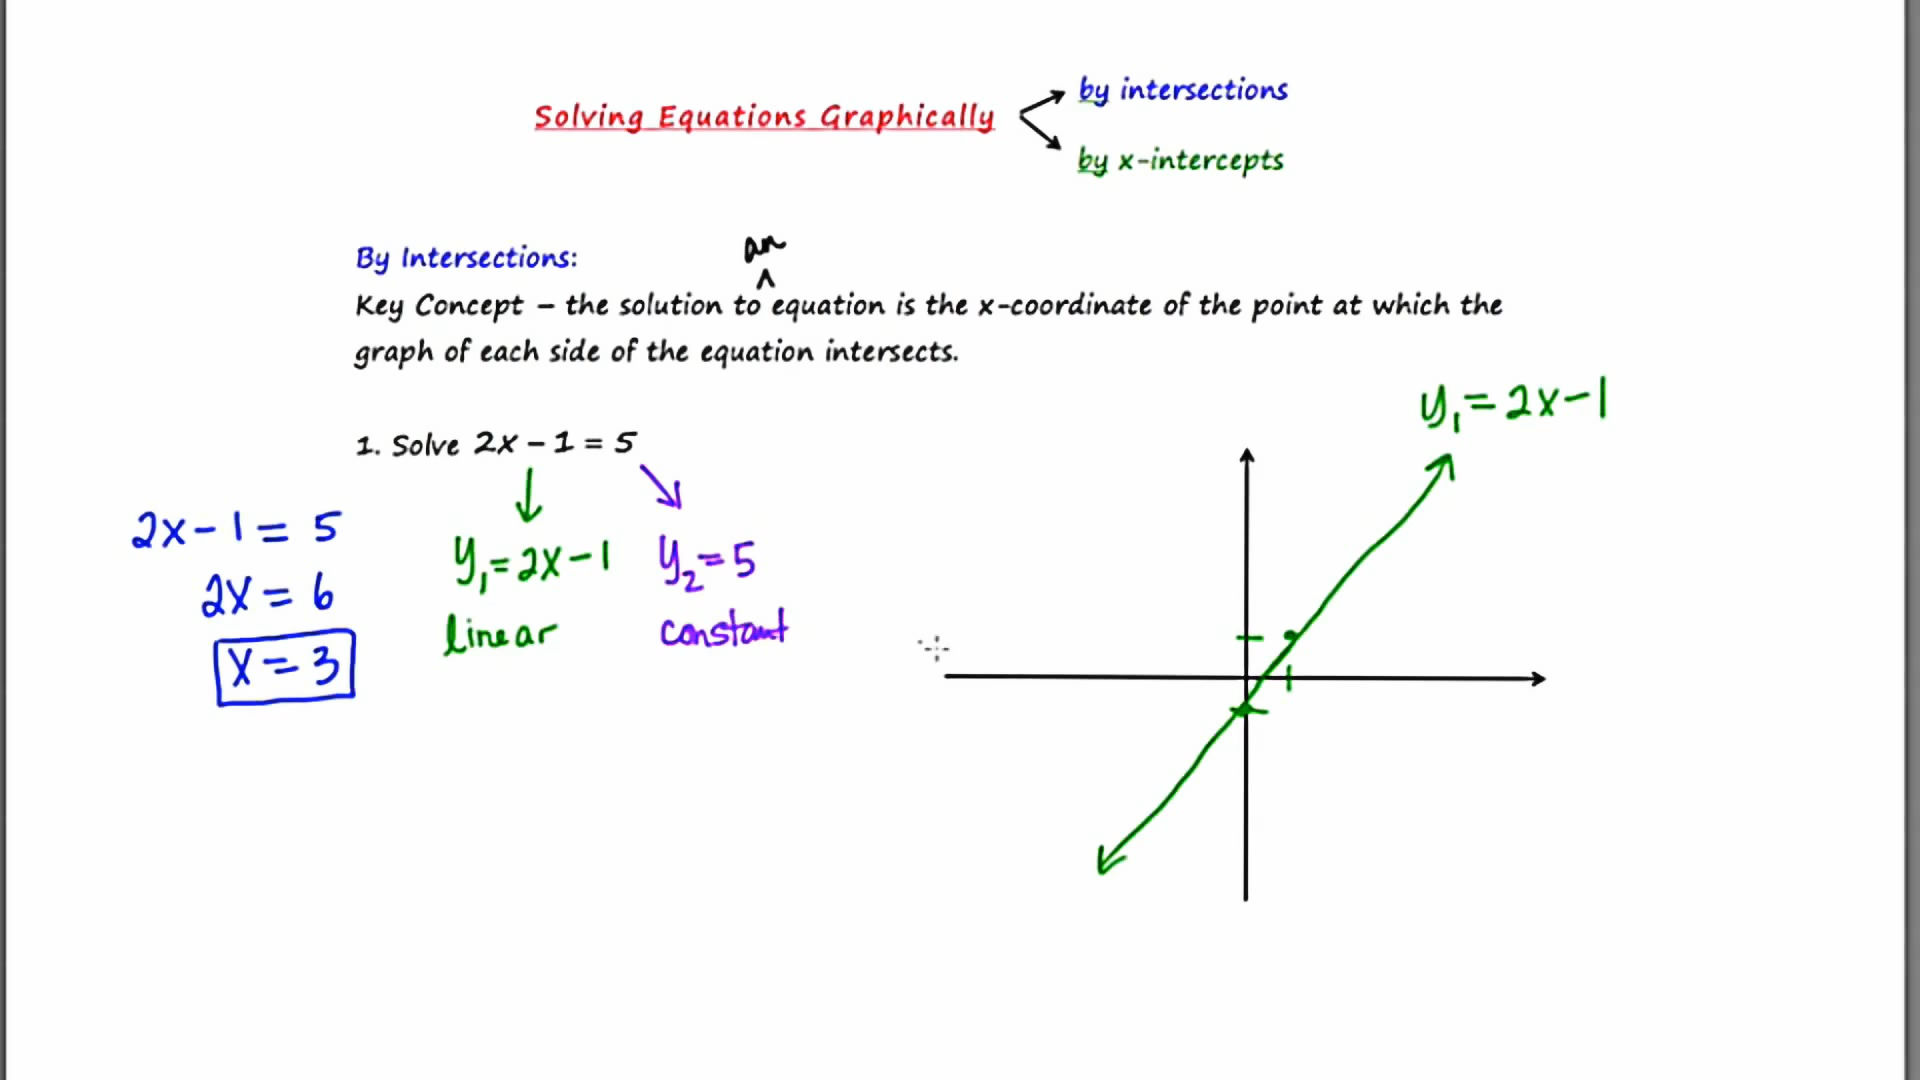 Solving Equations Graphically
by intersections
by x-intercepts
By Intersections:
an
^
Key Concept – the solution to equation is the x-coordinate of the point at which the
graph of each side of the equation intersects.
1. Solve 2x – 1 = 5
2x - 1 = 5
2x = 6
x = 3
y₁ = 2x - 1
linear
y₂ = 5
constant
y₁ = 2x - 1